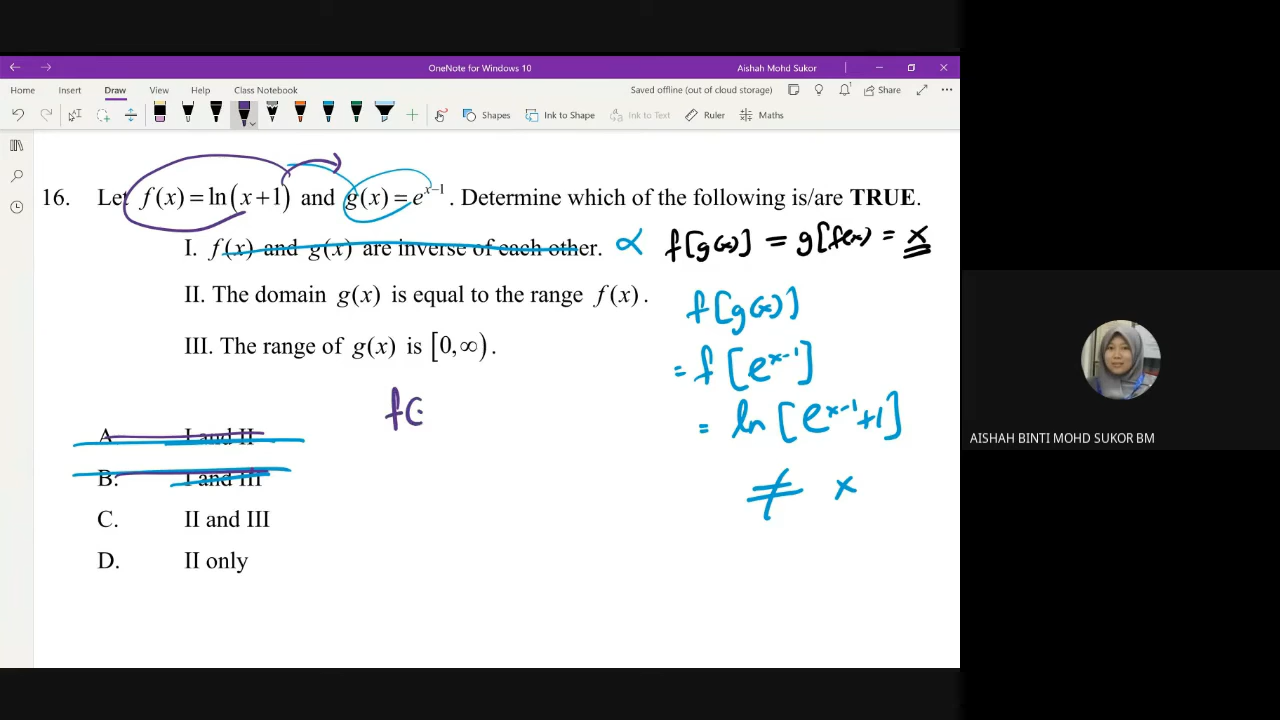 OneNote for Windows 10
Aishah Mohd Sukor
Home Insert Draw View Help Class Notebook
Saved offline (out of cloud storage)
Share
Shapes Ink to Shape Ink to Text Ruler Maths
16. Let f(x) = ln(x+1) and g(x) = e^{x-1}. Determine which of the following is/are TRUE.
I. f(x) and g(x) are inverse of each other. ∝ f[g(x)] = g[f(x) = x
II. The domain g(x) is equal to the range f(x).
III. The range of g(x) is [0,∞).
f[g(x)]
= f[e^{x-1}]
= ln[e^{x-1}+1]
≠ x
f(
A I and II
B. I and III
C. II and III
D. II only
AISHAH BINTI MOHD SUKOR BM